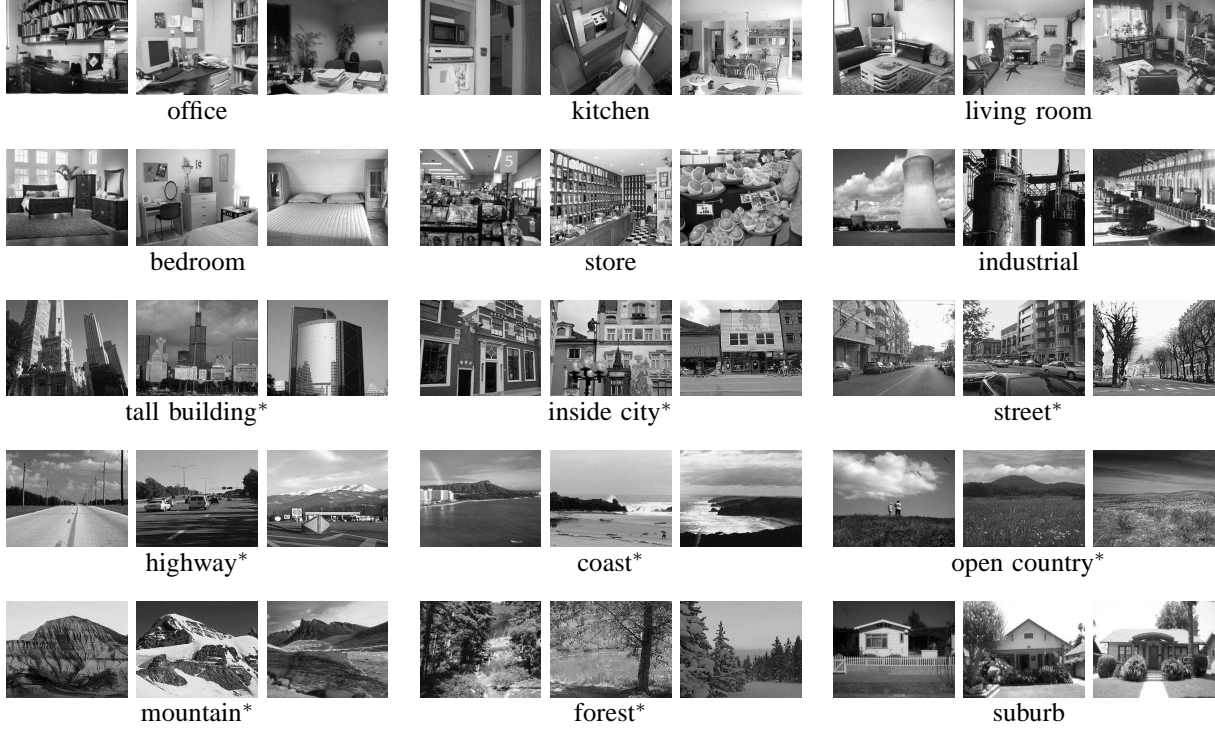 office
kitchen
living room
5
bedroom
store
industrial
tall building*
inside city*
street*
highway*
coast*
open country*
mountain*
forest*
suburb